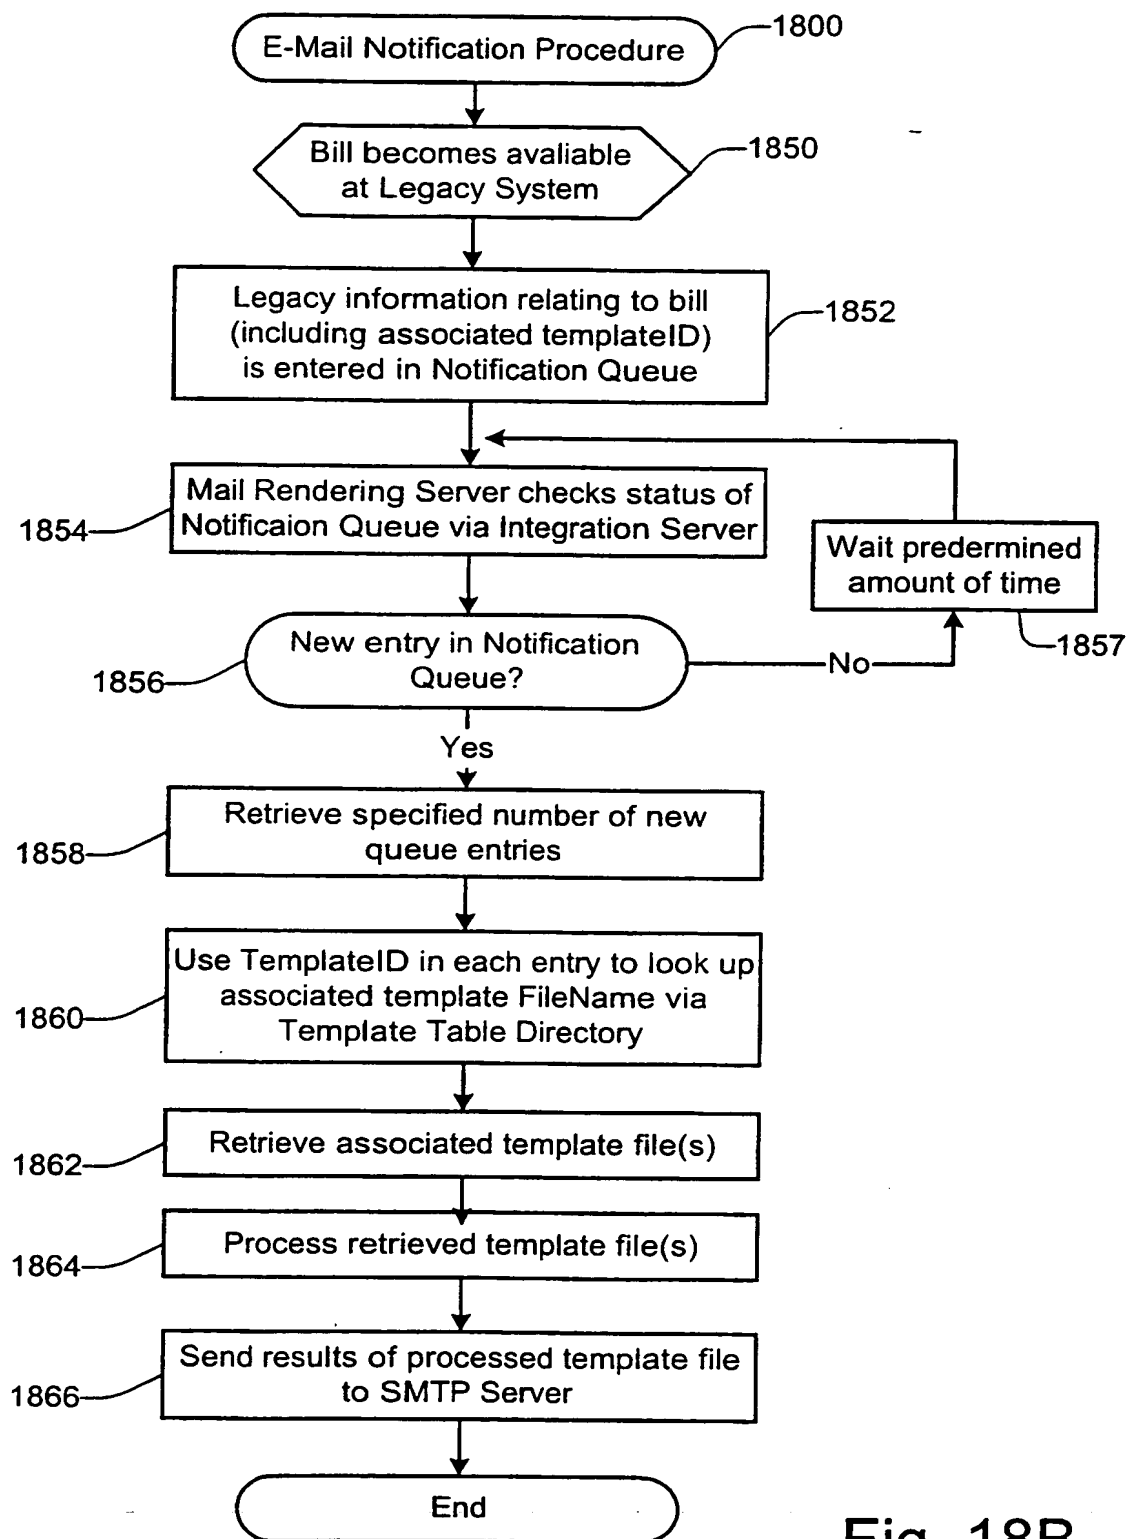 E-Mail Notification Procedure
1800
Bill becomes avaliable
at Legacy System
1850
Legacy information relating to bill
(including associated templateID)
is entered in Notification Queue
1852
Mail Rendering Server checks status of
Notificaion Queue via Integration Server
1854
Wait predermined
amount of time
1857
New entry in Notification
Queue?
1856
No
Yes
Retrieve specified number of new
queue entries
1858
Use TemplateID in each entry to look up
associated template FileName via
Template Table Directory
1860
Retrieve associated template file(s)
1862
Process retrieved template file(s)
1864
Send results of processed template file
to SMTP Server
1866
End
Fig. 18B